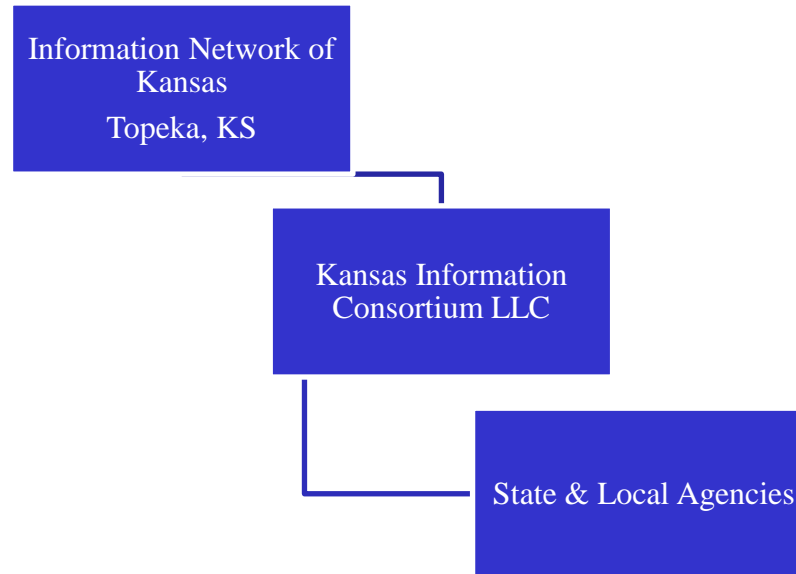 Information Network of
Kansas
Topeka, KS
Kansas Information
Consortium LLC
State & Local Agencies